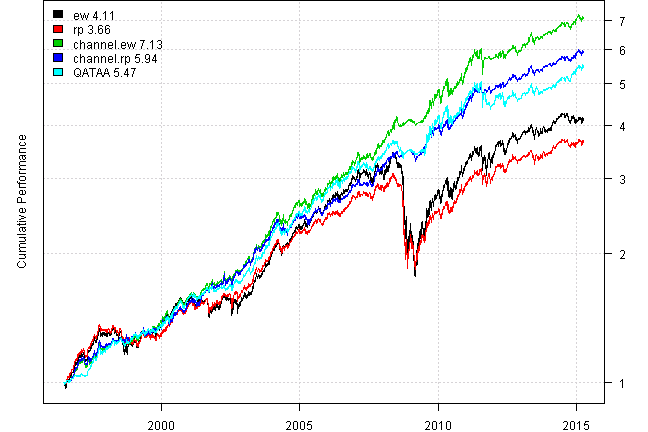 ew 4.11
rp 3.66
channel.ew 7.13
channel.rp 5.94
QATAA 5.47
Cumulative Performance
7
6
5
4
3
2
1
2000 2005 2010 2015